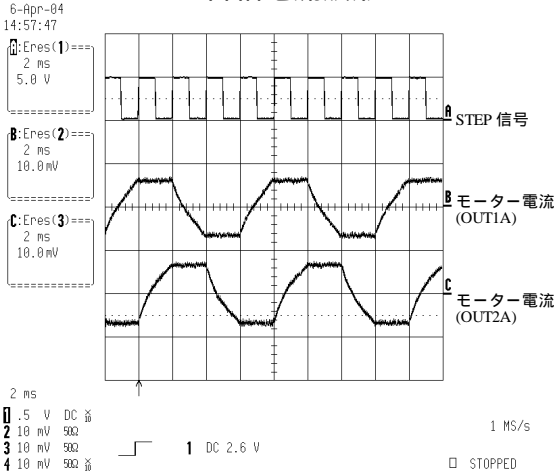 6-Apr-04
14:57:47
A:Eres(1)===
2 ms
5.0 V
B:Eres(2)===
2 ms
10.0mV
C:Eres(3)===
2 ms
10.0mV
A
STEP 信号
B
モーター電流
(OUT1A)
C
モーター電流
(OUT2A)
2 ms
1 .5 V DC X10
2 10 mV 50Ω
3 10 mV 50Ω
4 10 mV 50Ω X10
1 DC 2.6 V
1 MS/s
STOPPED